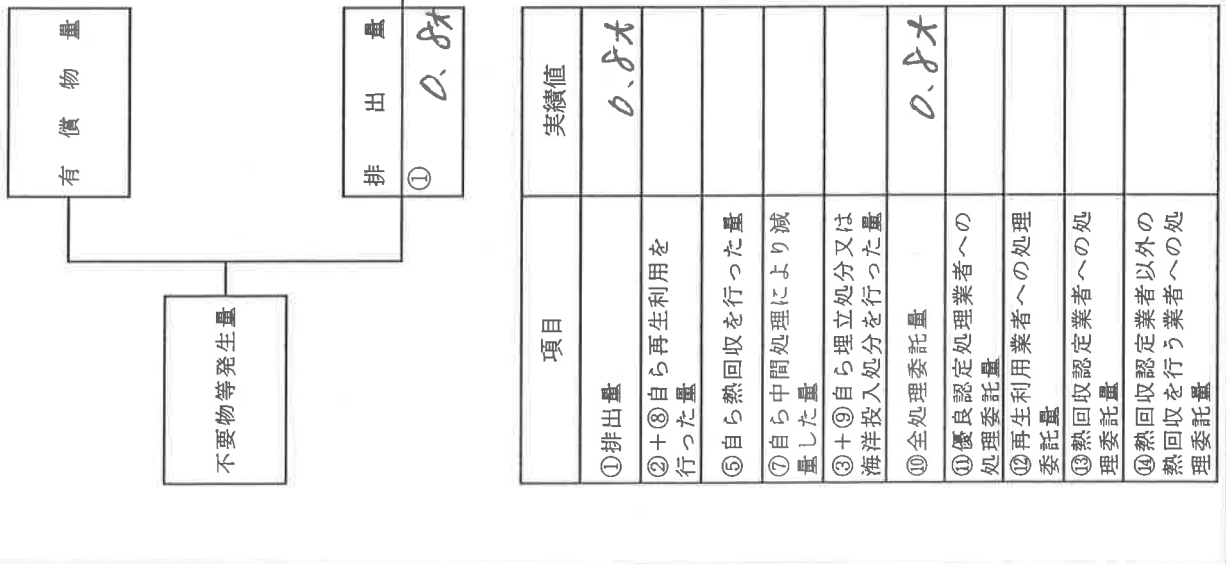 有償物量
不要物等発生量
排出量
① 0.8t
項目 実績値
①排出量 0.8t
②+⑧自ら再生利用を
行った量
⑤自ら熱回収を行った量
⑦自ら中間処理により減
量した量
③+⑨自ら埋立処分又は
海洋投入処分を行った量
⑩全処理委託量 0.8t
⑪優良認定処理業者への
処理委託量
⑫再生利用業者への処理
委託量
⑬熱回収認定業者への処
理委託量
⑭熱回収認定業者以外の
熱回収を行う業者への処
理委託量